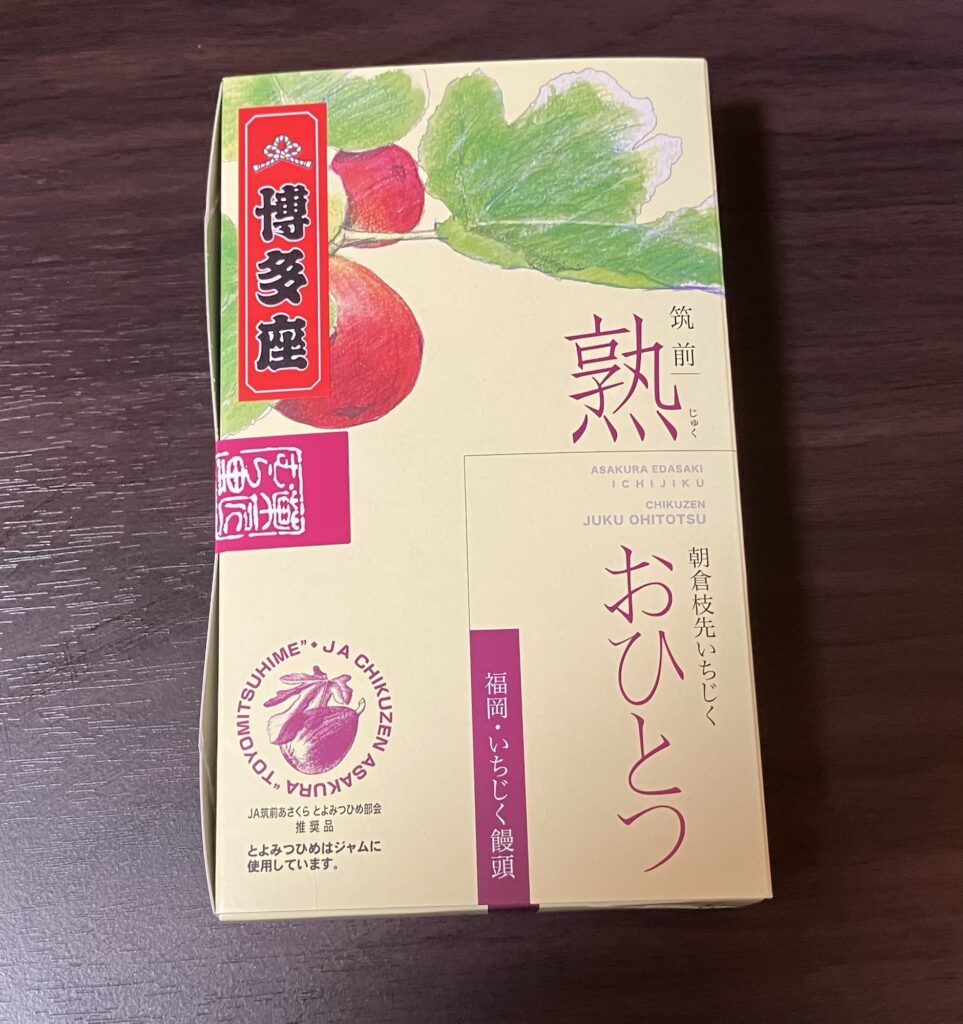 博多座
筑前
熟
じゅく
ASAKURA EDASAKI
ICHIJIKU
CHIKUZEN
JUKU OHITOTSU
朝倉枝先いちじく
おひとつ
福岡・いちじく饅頭
"TOYOMITSUHIME"・JA CHIKUZEN ASAKURA
JA筑前あさくら とよみつひめ部会
推奨品
とよみつひめはジャムに
使用しています。